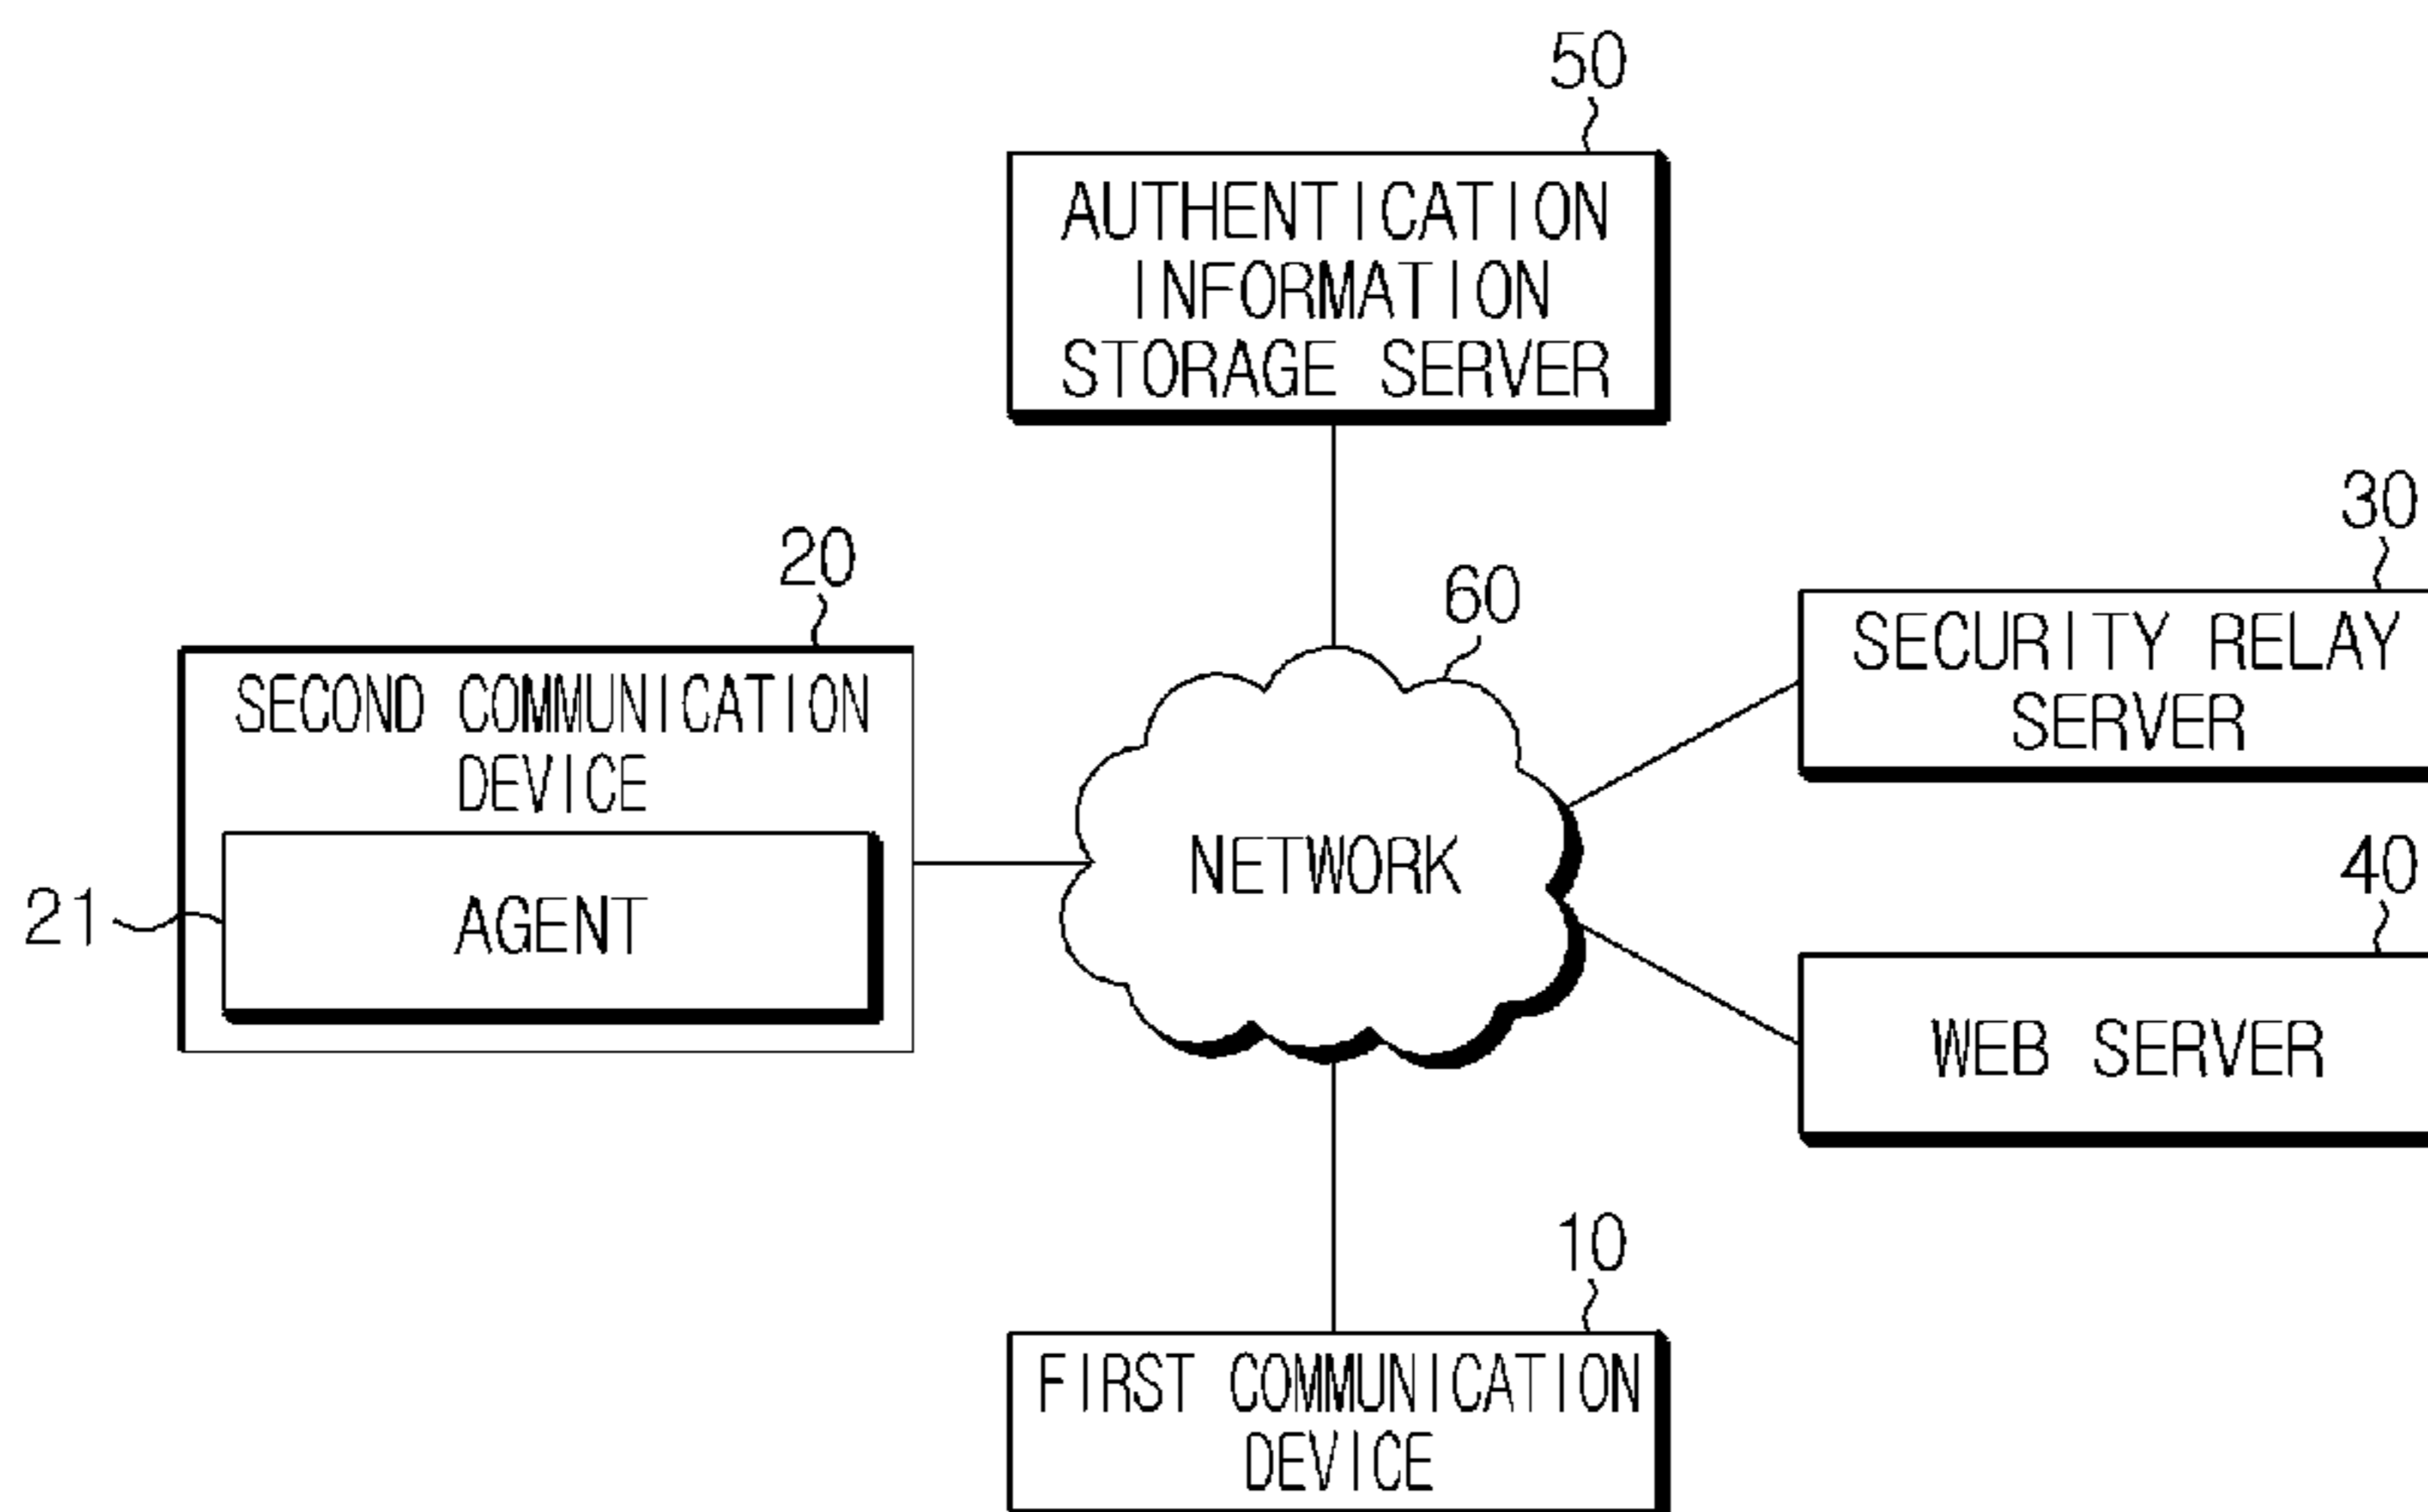 50
AUTHENTICATION
INFORMATION
STORAGE SERVER
30
SECURITY RELAY
SERVER
20
SECOND COMMUNICATION
DEVICE
21
AGENT
60
NETWORK
40
WEB SERVER
10
FIRST COMMUNICATION
DEVICE